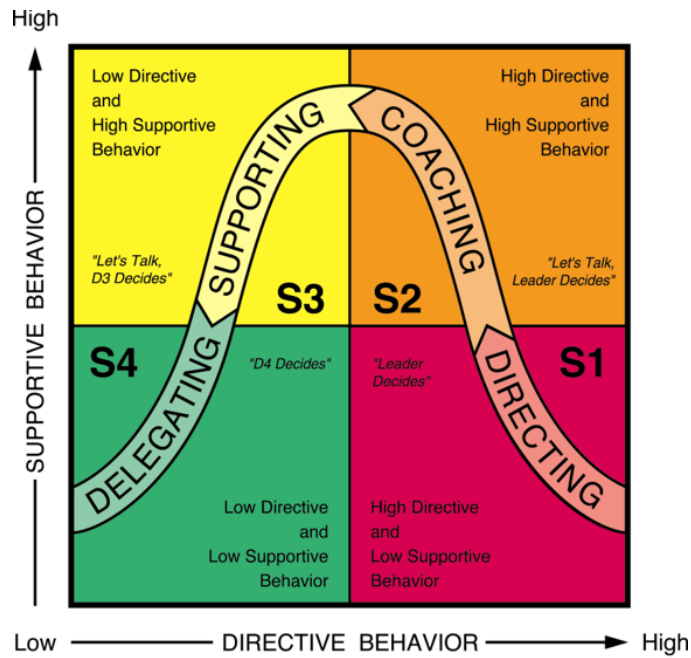 High
SUPPORTIVE BEHAVIOR
Low Directive
and
High Supportive
Behavior
"Let's Talk,
D3 Decides"
SUPPORTING
S3
High Directive
and
High Supportive
Behavior
"Let's Talk,
Leader Decides"
COACHING
S2
S4
"D4 Decides"
DELEGATING
Low Directive
and
Low Supportive
Behavior
"Leader
Decides"
S1
DIRECTING
High Directive
and
Low Supportive
Behavior
Low
DIRECTIVE BEHAVIOR
High